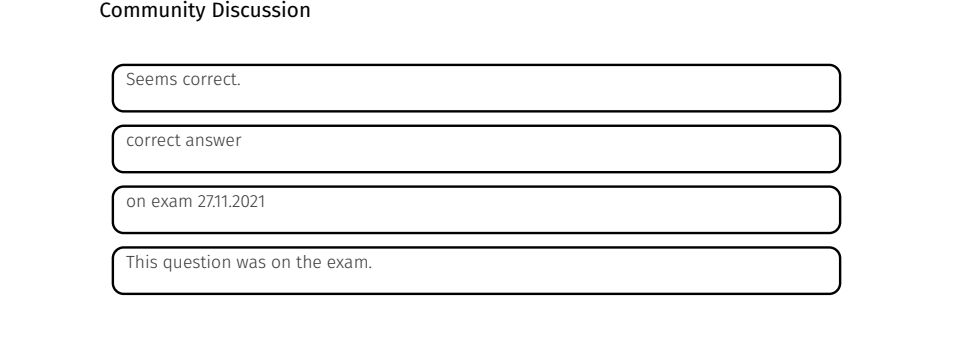 Community Discussion
Seems correct.
correct answer
on exam 27.11.2021
This question was on the exam.